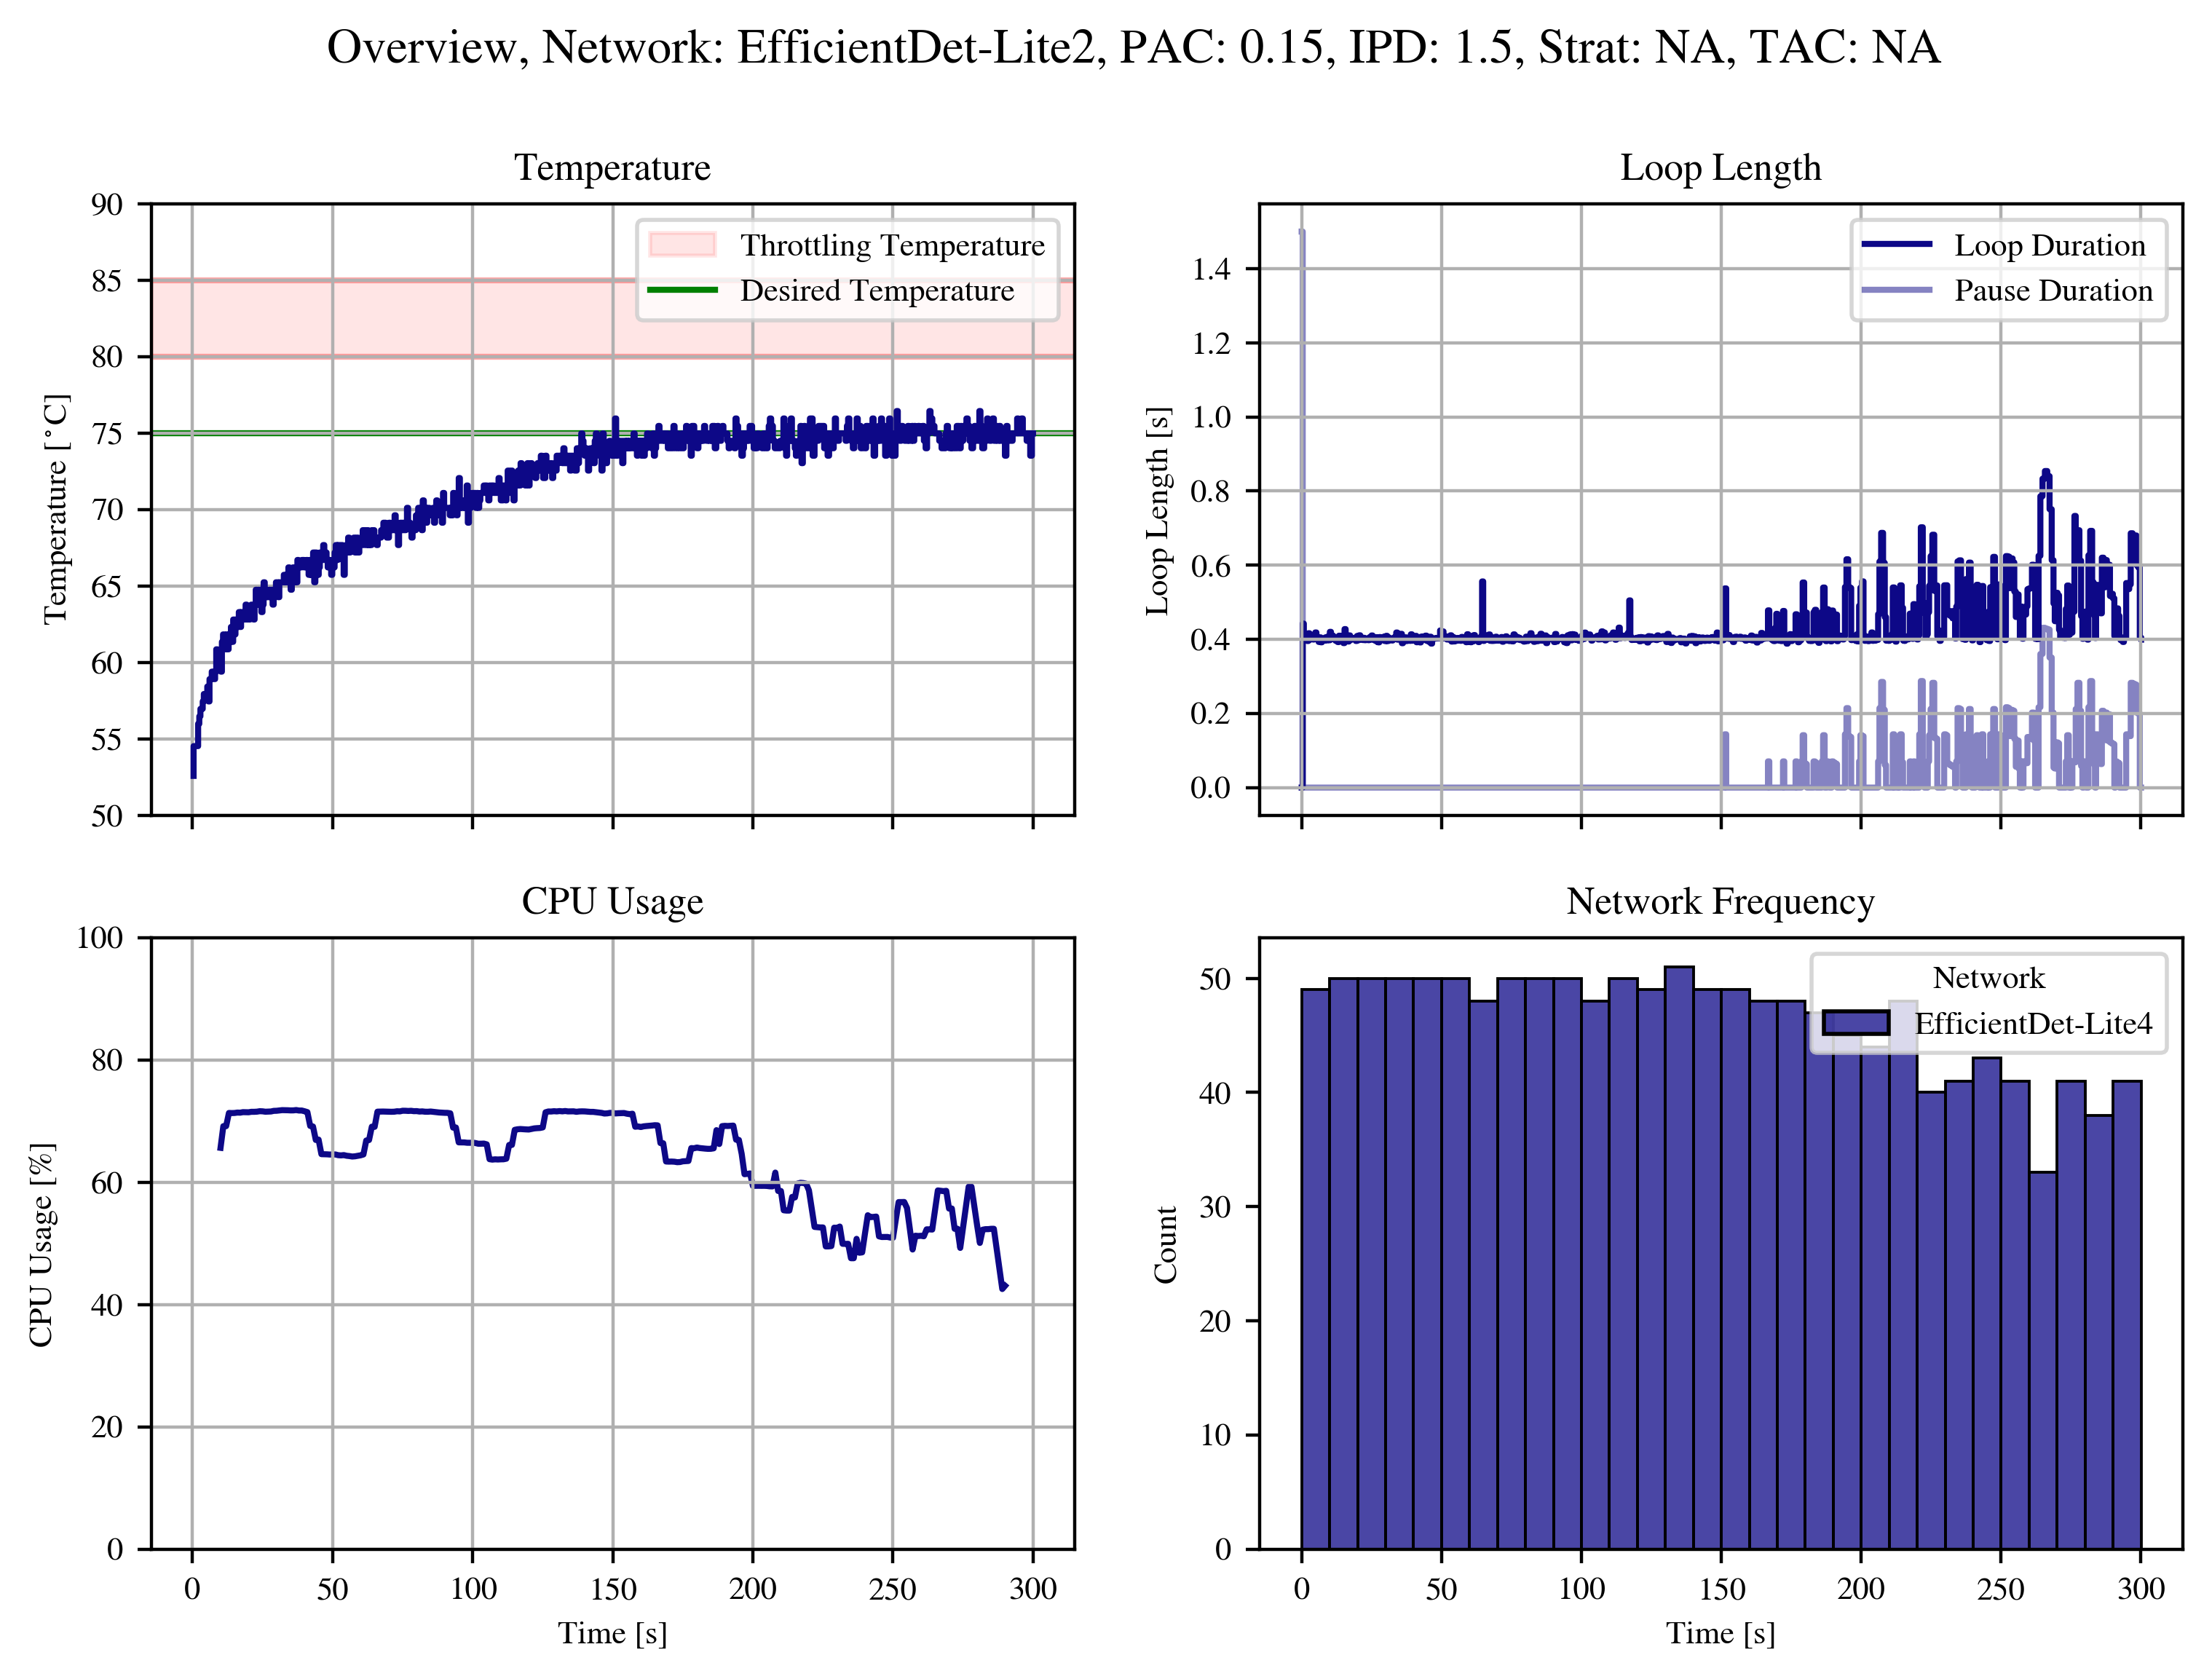 Overview, Network: EfficientDet-Lite2, PAC: 0.15, IPD: 1.5, Strat: NA, TAC: NA
Temperature
90
85
80
75
70
65
60
55
50
Temperature [°C]
Throttling Temperature
Desired Temperature
Loop Length
1.4
1.2
1.0
0.8
0.6
0.4
0.2
0.0
Loop Length [s]
Loop Duration
Pause Duration
CPU Usage
100
80
60
40
20
0
CPU Usage [%]
0 50 100 150 200 250 300
Time [s]
Network Frequency
50
40
30
20
10
0
Count
Network
EfficientDet-Lite4
0 50 100 150 200 250 300
Time [s]